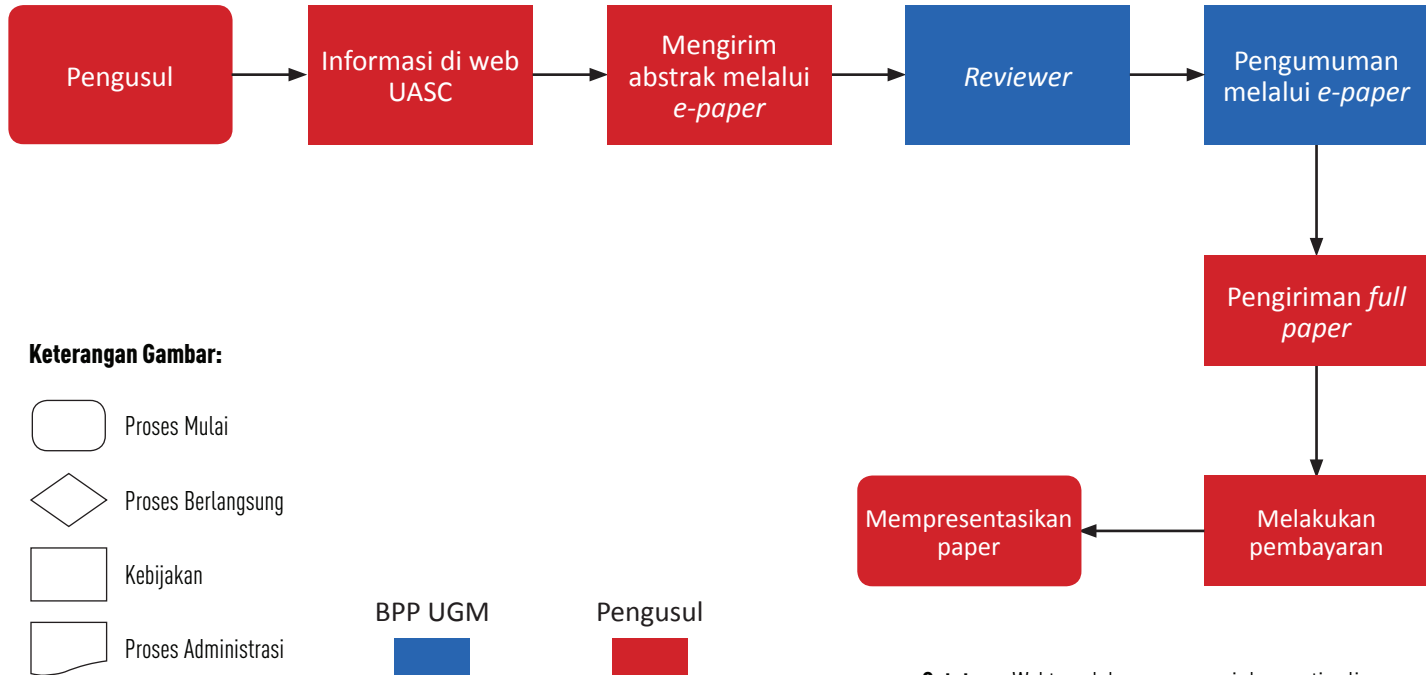 Pengusul
Informasi di web
UASC
Mengirim
abstrak melalui
e-paper
Reviewer
Pengumuman
melalui e-paper
Pengiriman full
paper
Melakukan
pembayaran
Mempresentasikan
paper
Keterangan Gambar:
Proses Mulai
Proses Berlangsung
Kebijakan
Proses Administrasi
BPP UGM
Pengusul